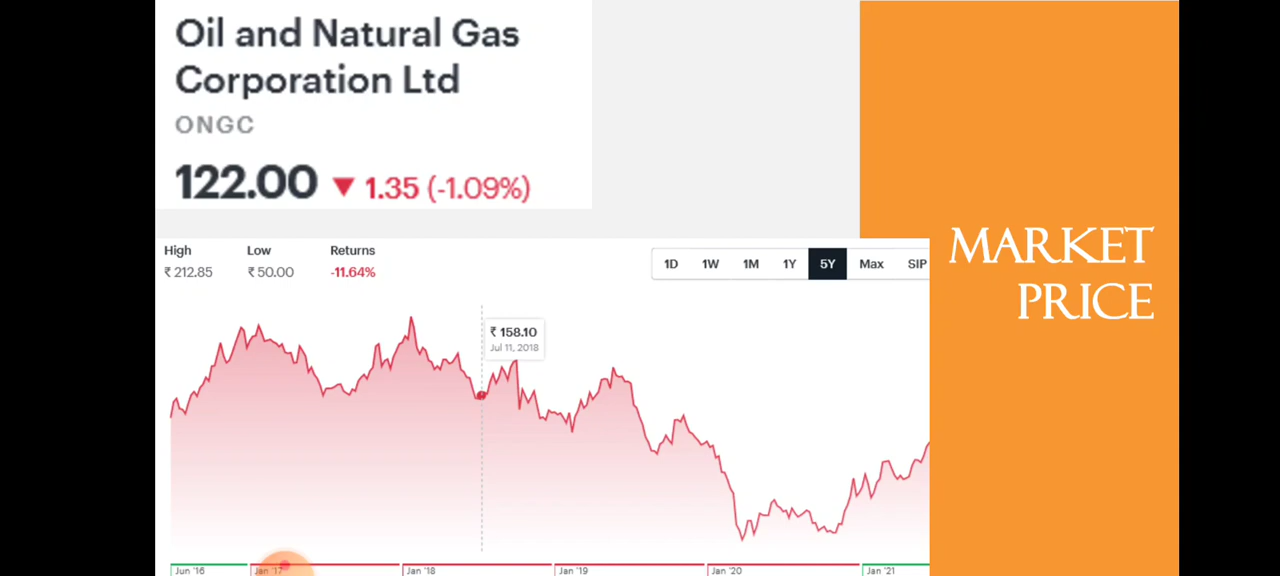 Oil and Natural Gas
Corporation Ltd
ONGC
122.00 ▼ 1.35 (-1.09%)
High Low Returns
₹ 212.85 ₹ 50.00 -11.64%
1D 1W 1M 1Y 5Y Max SIP
MARKET
PRICE
₹ 158.10
Jul 11, 2018
Jun '16 Jan '17 Jan '18 Jan '19 Jan '20 Jan '21